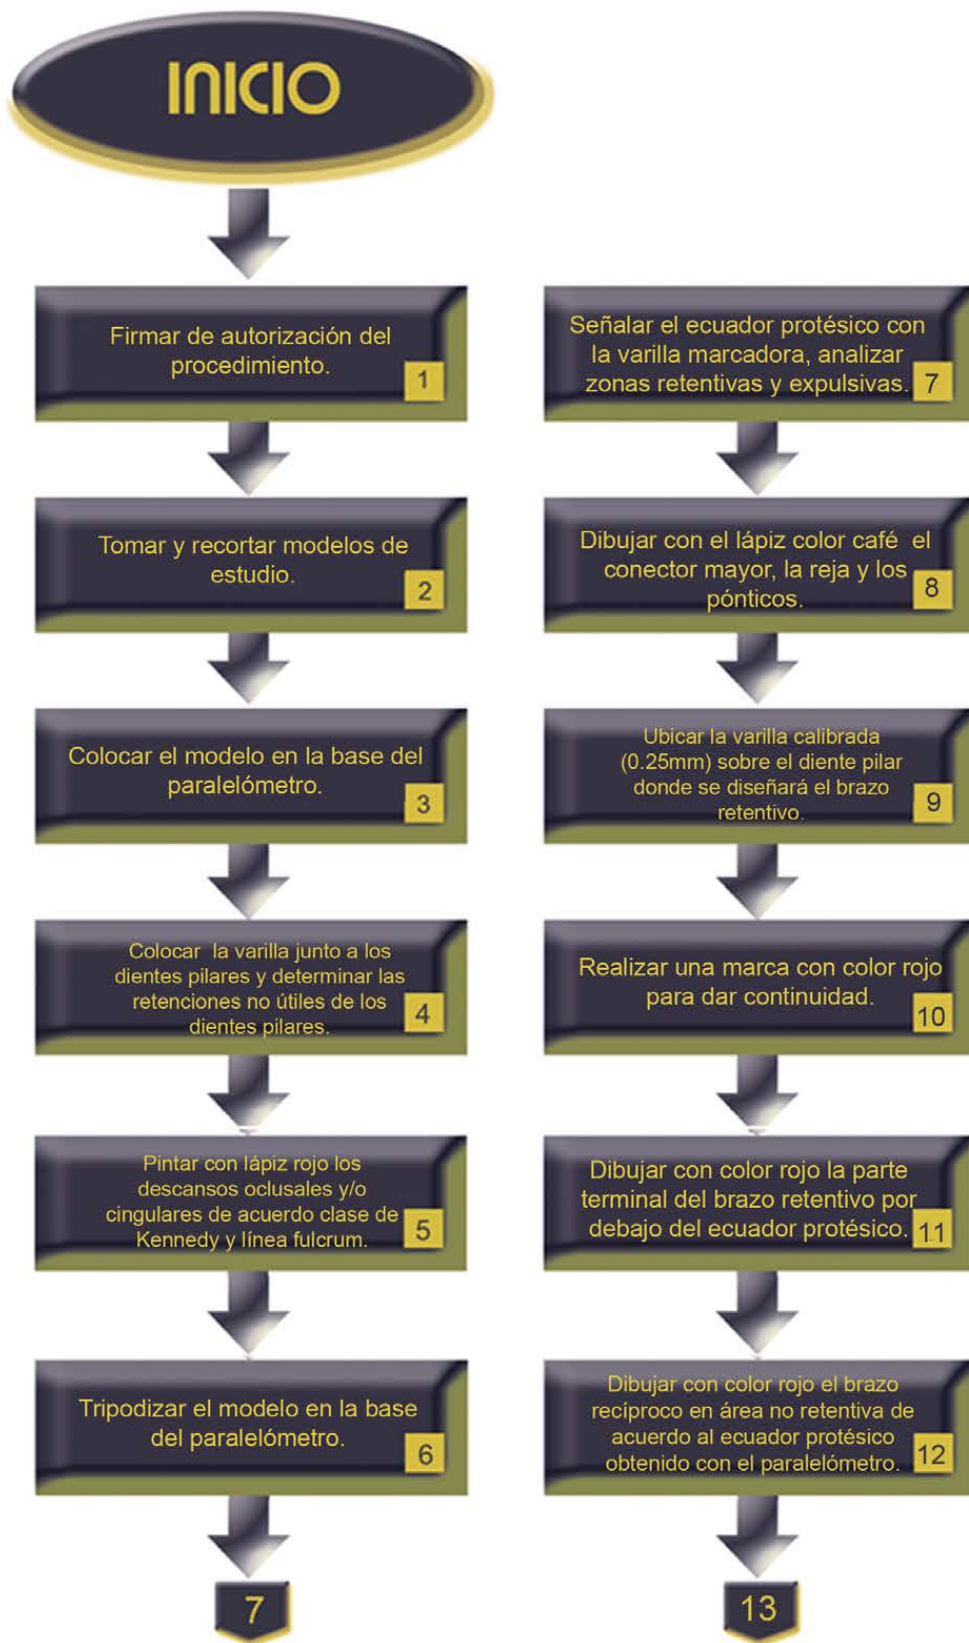 INICIO
Firmar de autorización del
procedimiento.
1
Tomar y recortar modelos de
estudio.
2
Colocar el modelo en la base del
paralelómetro.
3
Colocar la varilla junto a los
dientes pilares y determinar las
retenciones no útiles de los
dientes pilares.
4
Pintar con lápiz rojo los
descansos oclusales y/o
cingulares de acuerdo clase de
Kennedy y línea fulcrum.
5
Tripodizar el modelo en la base
del paralelómetro.
6
7
Señalar el ecuador protésico con
la varilla marcadora, analizar
zonas retentivas y expulsivas.
7
Dibujar con el lápiz color café el
conector mayor, la reja y los
pónticos.
8
Ubicar la varilla calibrada
(0.25mm) sobre el diente pilar
donde se diseñará el brazo
retentivo.
9
Realizar una marca con color rojo
para dar continuidad.
10
Dibujar con color rojo la parte
terminal del brazo retentivo por
debajo del ecuador protésico.
11
Dibujar con color rojo el brazo
recíproco en área no retentiva de
acuerdo al ecuador protésico
obtenido con el paralelómetro.
12
13